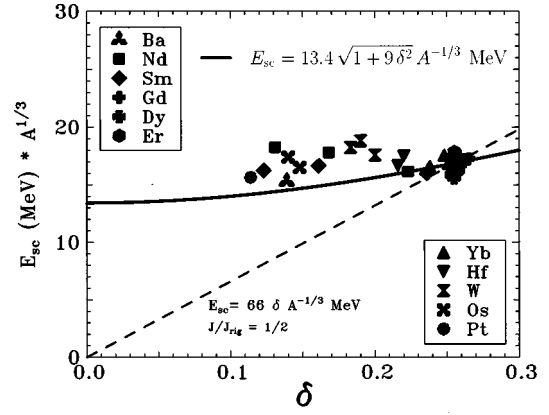 Ba
Nd
Sm
Gd
Dy
Er
E_sc = 13.4 √(1 + 9 δ²) A^(-1/3) MeV
30
20
10
0
E_sc (MeV) * A^(1/3)
E_sc= 66 δ A^(-1/3) MeV
J/J_rig = 1/2
Yb
Hf
W
Os
Pt
0.0 0.1 0.2 0.3
δ